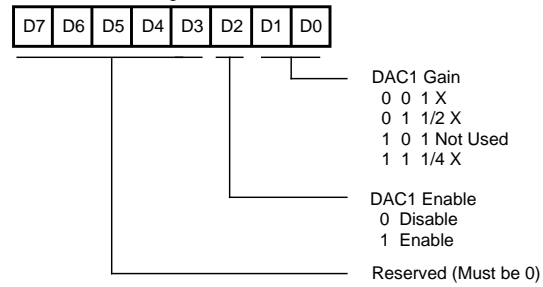 D7 D6 D5 D4 D3 D2 D1 D0
DAC1 Gain
0 0 1 X
0 1 1/2 X
1 0 1 Not Used
1 1 1/4 X
DAC1 Enable
0 Disable
1 Enable
Reserved (Must be 0)